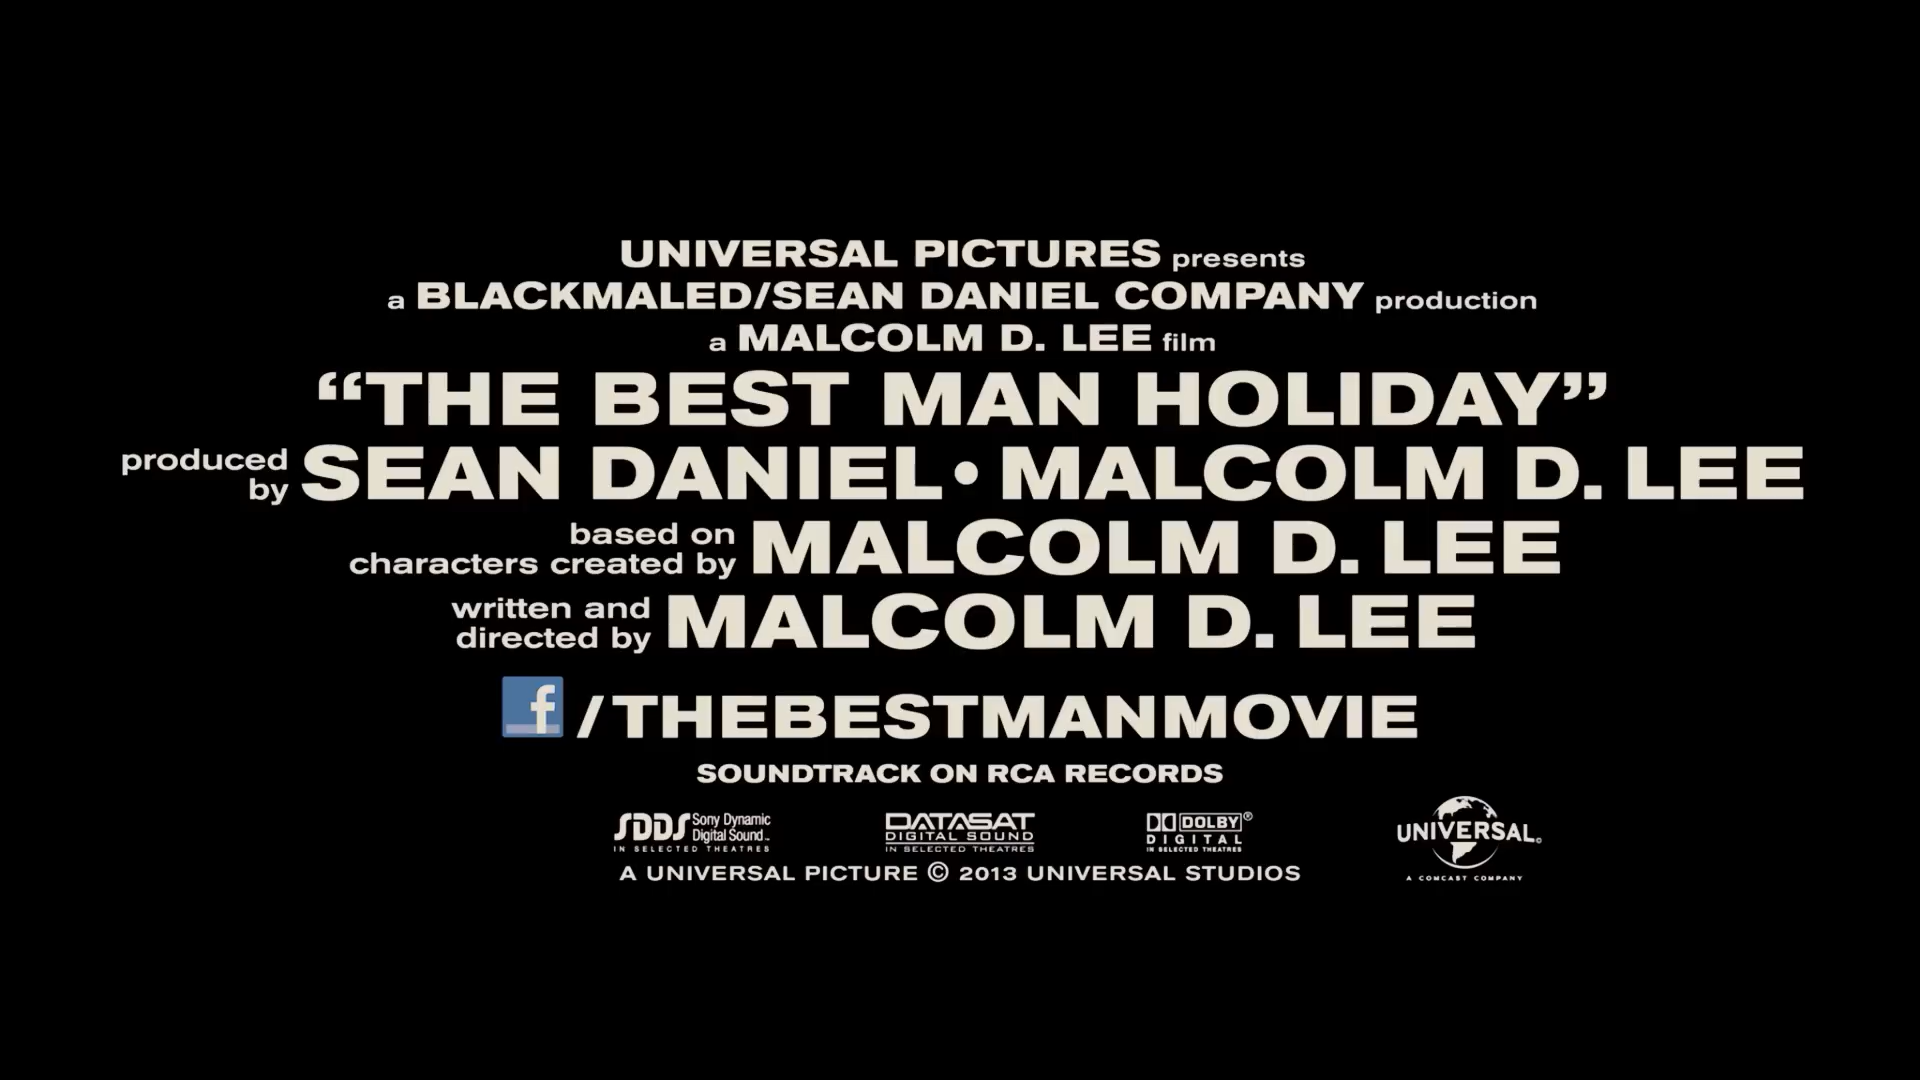 UNIVERSAL PICTURES presents
a BLACKMALED/SEAN DANIEL COMPANY production
a MALCOLM D. LEE film
“THE BEST MAN HOLIDAY”
produced by SEAN DANIEL • MALCOLM D. LEE
based on characters created by MALCOLM D. LEE
written and directed by MALCOLM D. LEE
f /THEBESTMANMOVIE
SOUNDTRACK ON RCA RECORDS
SDDS Sony Dynamic Digital Sound™ IN SELECTED THEATRES
DATASAT DIGITAL SOUND IN SELECTED THEATRES
DOLBY® DIGITAL IN SELECTED THEATRES
UNIVERSAL® A COMCAST COMPANY
A UNIVERSAL PICTURE © 2013 UNIVERSAL STUDIOS